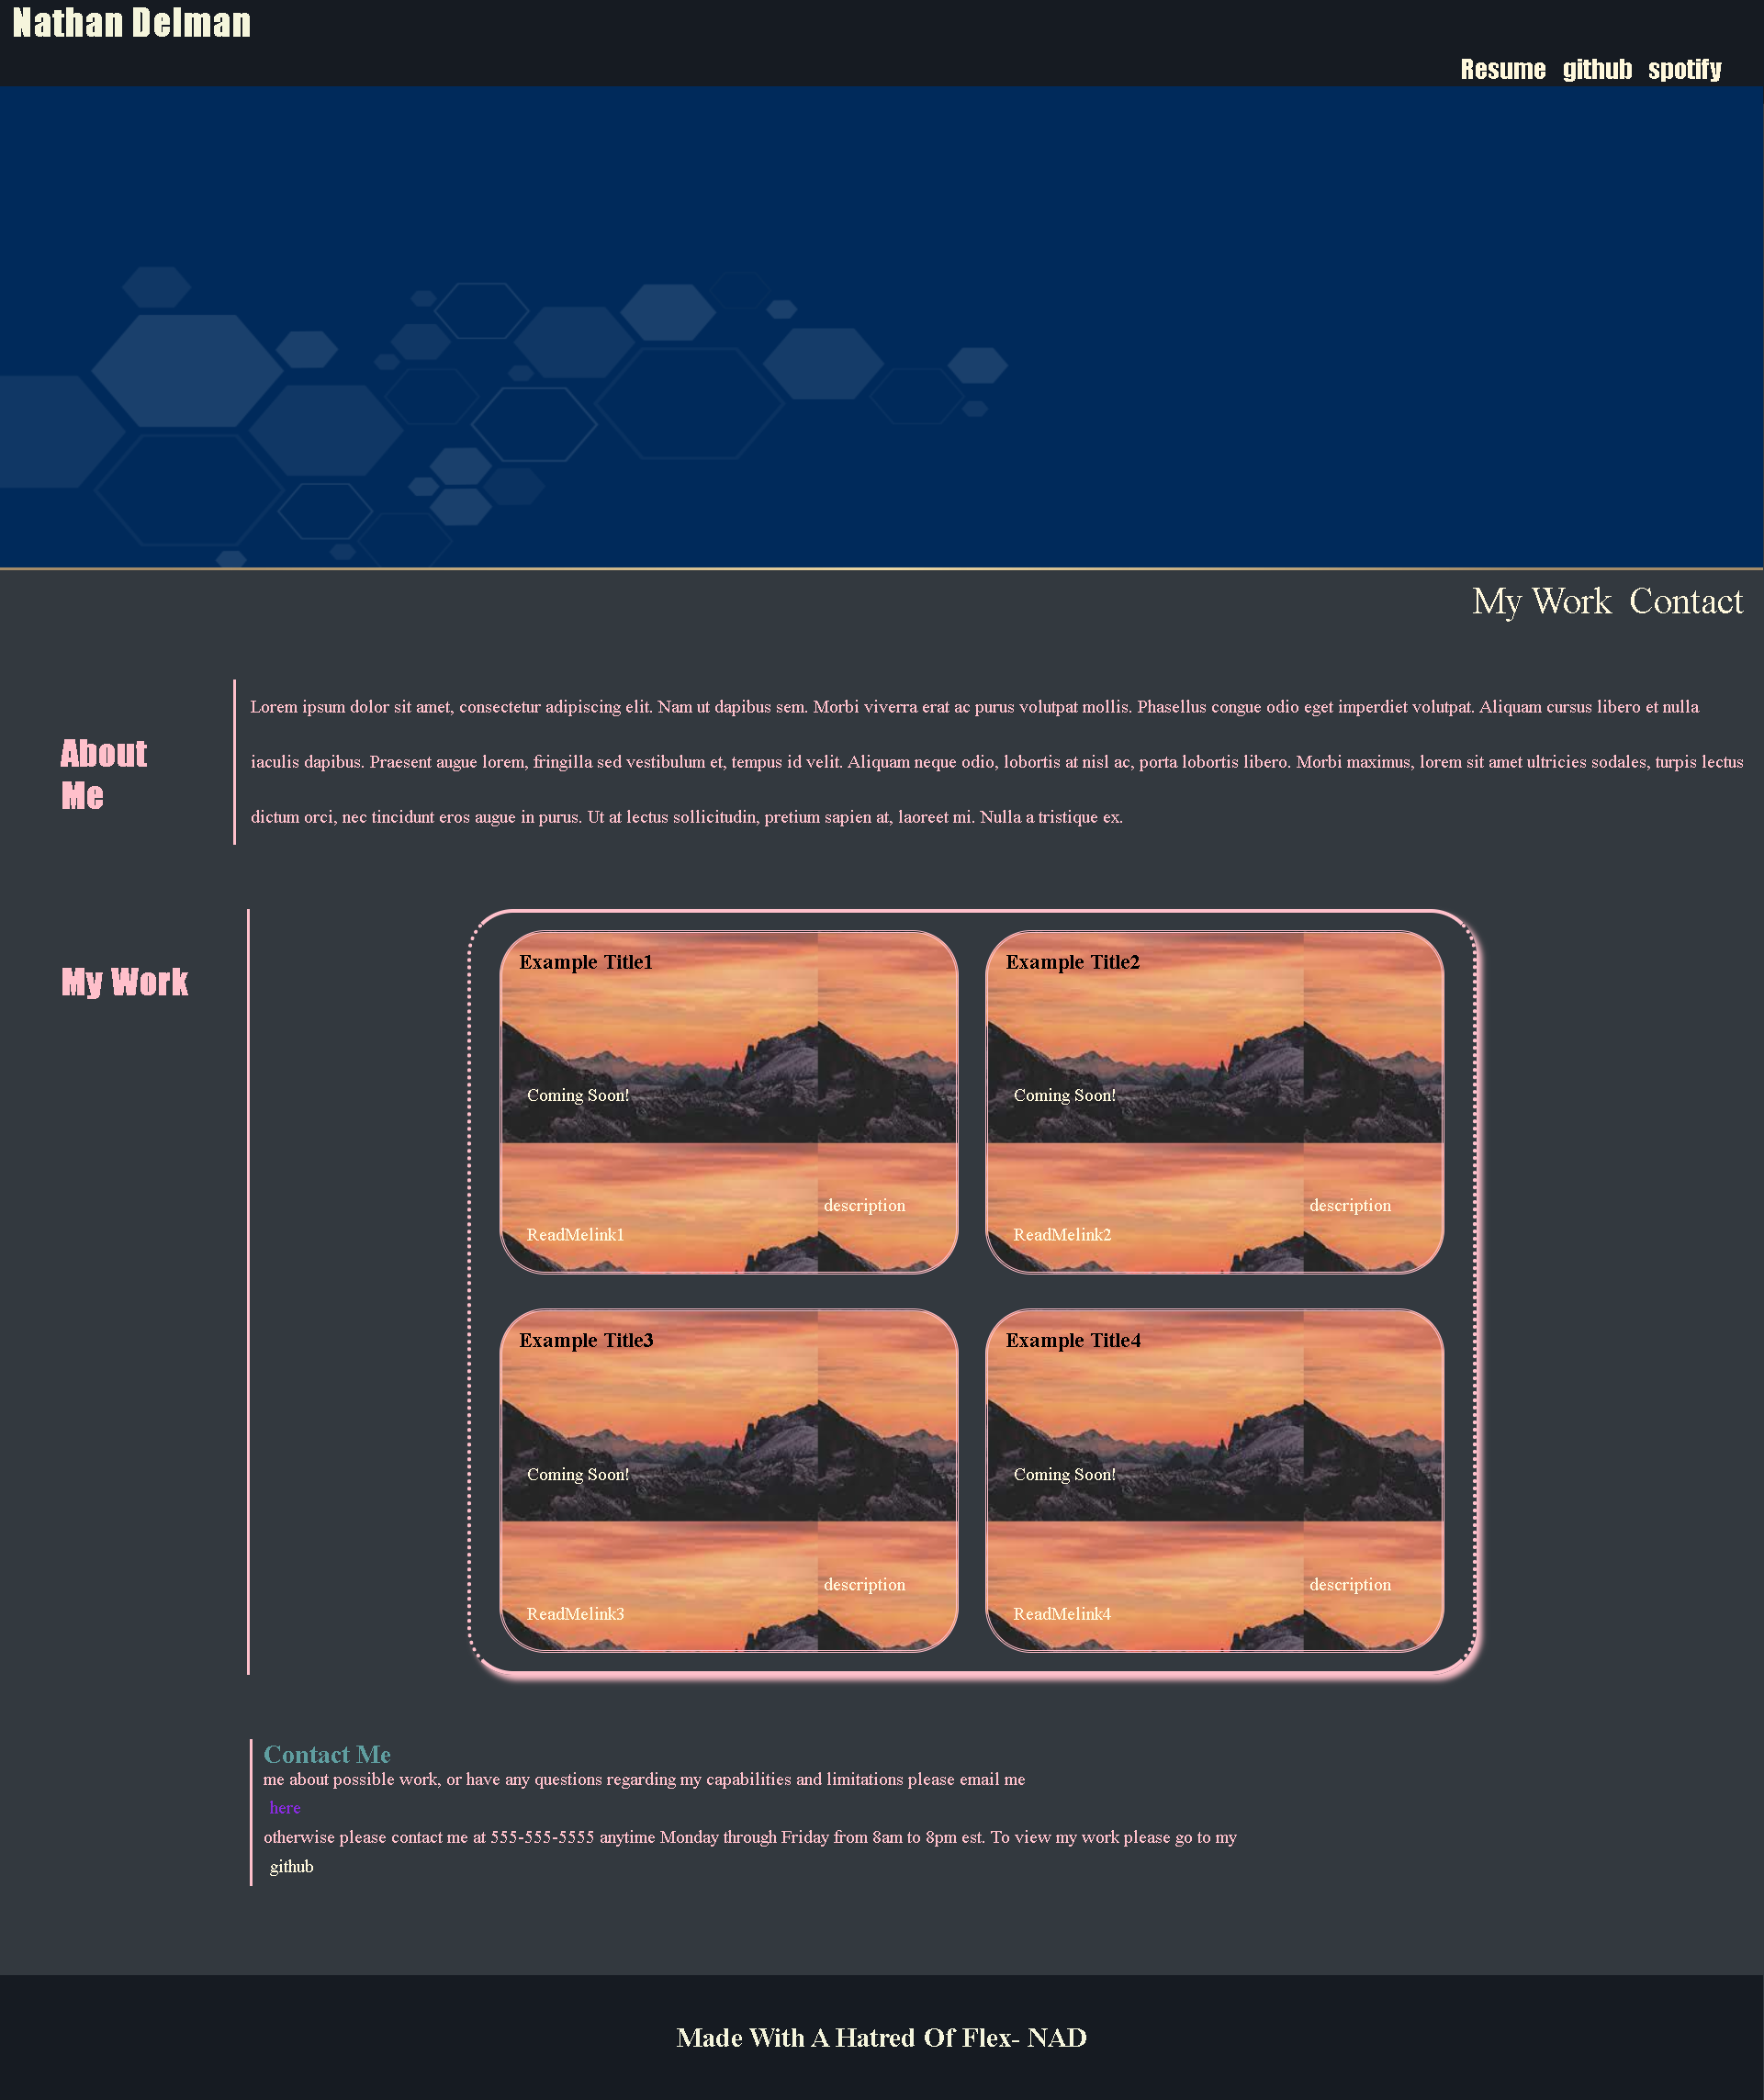 Nathan Delman
Resume github spotify
My Work Contact
About
Me
Lorem ipsum dolor sit amet, consectetur adipiscing elit. Nam ut dapibus sem. Morbi viverra erat ac purus volutpat mollis. Phasellus congue odio eget imperdiet volutpat. Aliquam cursus libero et nulla
iaculis dapibus. Praesent augue lorem, fringilla sed vestibulum et, tempus id velit. Aliquam neque odio, lobortis at nisl ac, porta lobortis libero. Morbi maximus, lorem sit amet ultricies sodales, turpis lectus
dictum orci, nec tincidunt eros augue in purus. Ut at lectus sollicitudin, pretium sapien at, laoreet mi. Nulla a tristique ex.
My Work
Example Title1
Coming Soon!
description
ReadMelink1
Example Title2
Coming Soon!
description
ReadMelink2
Example Title3
Coming Soon!
description
ReadMelink3
Example Title4
Coming Soon!
description
ReadMelink4
Contact Me
me about possible work, or have any questions regarding my capabilities and limitations please email me
here
otherwise please contact me at 555-555-5555 anytime Monday through Friday from 8am to 8pm est. To view my work please go to my
github
Made With A Hatred Of Flex- NAD